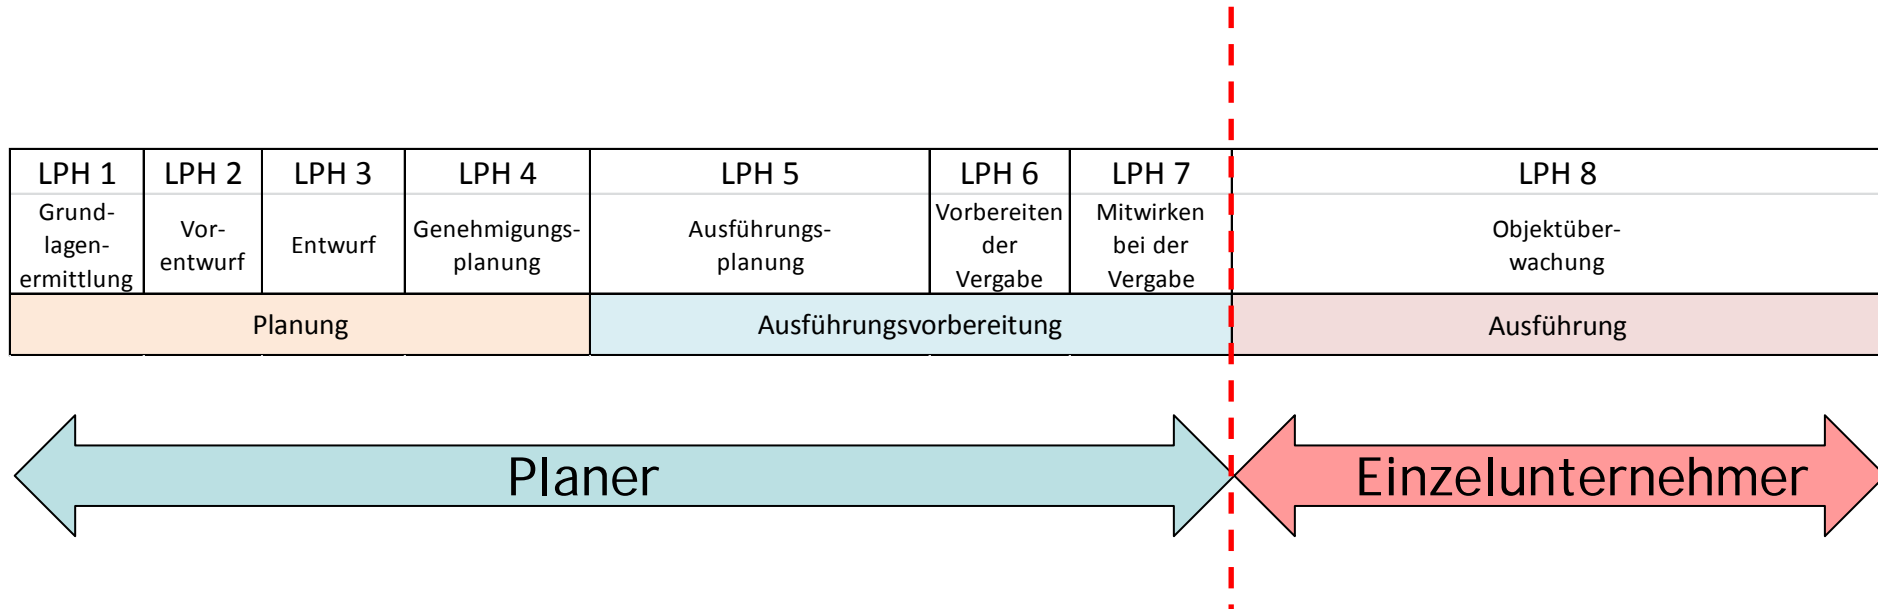 LPH 1
LPH 2
LPH 3
LPH 4
LPH 5
LPH 6
LPH 7
LPH 8
Grund-
lagen-
ermittlung
Vor-
entwurf
Entwurf
Genehmigungs-
planung
Ausführungs-
planung
Vorbereiten
der
Vergabe
Mitwirken
bei der
Vergabe
Objektüber-
wachung
Planung
Ausführungsvorbereitung
Ausführung
Planer
Einzelunternehmer